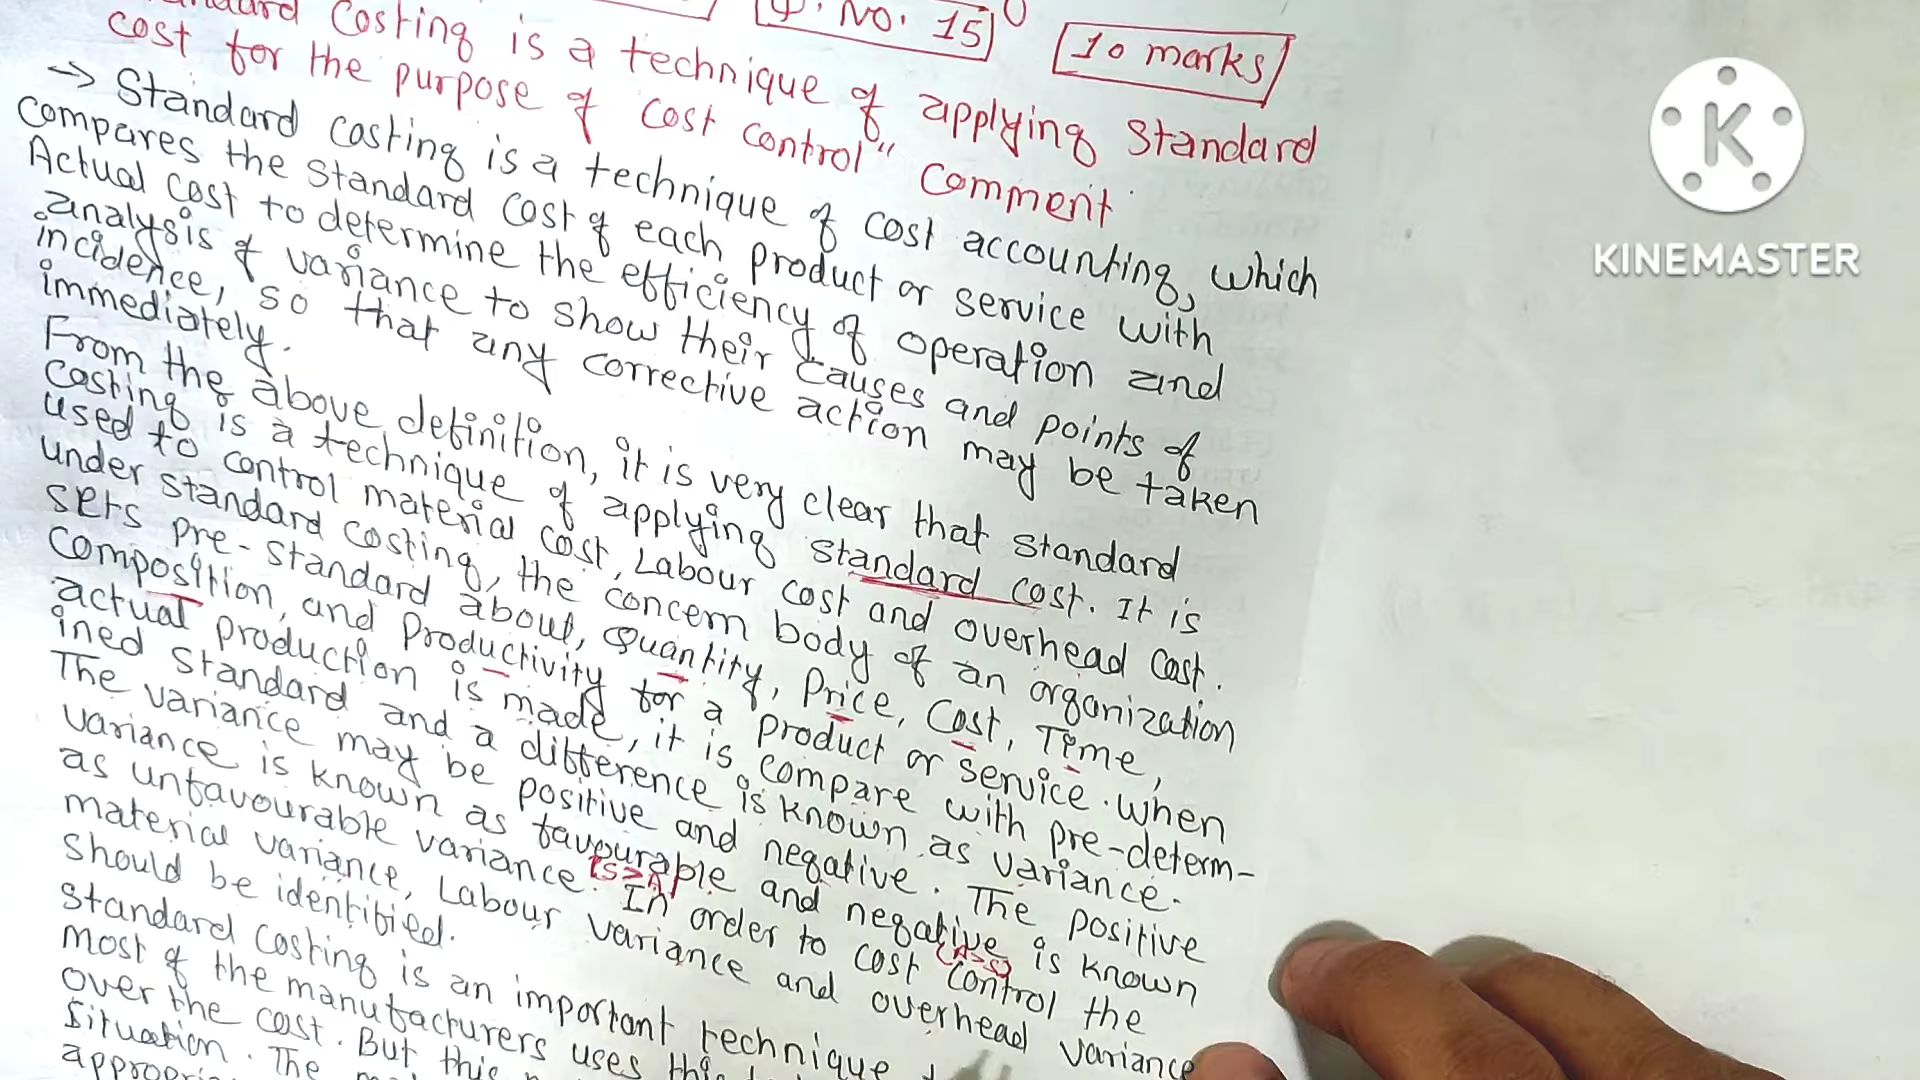 Q. No. 15
10 marks
Standard Costing is a technique of applying Standard
cost for the purpose of cost control" Comment
→ Standard costing is a technique of cost accounting, which
compares the standard cost of each product or service with
Actual cost to determine the efficiency of operation and
analysis of variance to show their causes and points of
incidence, so that any corrective action may be taken
immediately.
From the above definition, it is very clear that standard
costing is a technique of applying standard cost. It is
used to control material cost, Labour cost and overhead cost.
under standard costing, the concern body of an organization
sets pre-standard about, Quantity, Price, Cost, Time,
composition, and productivity for a product or service. when
actual production is made, it is compare with pre-determ-
ined standard and a difference is known as variance.
The variance may be positive and negative. The positive
variance is known as favourable and negative is known
as unfavourable variance. In order to cost control the
(S>A)
(A>S)
material variance, Labour variance and overhead variance
should be identified.
Standard costing is an important technique
most of the manufacturers uses this
over the cost. But this
situation. The
KINEMASTER